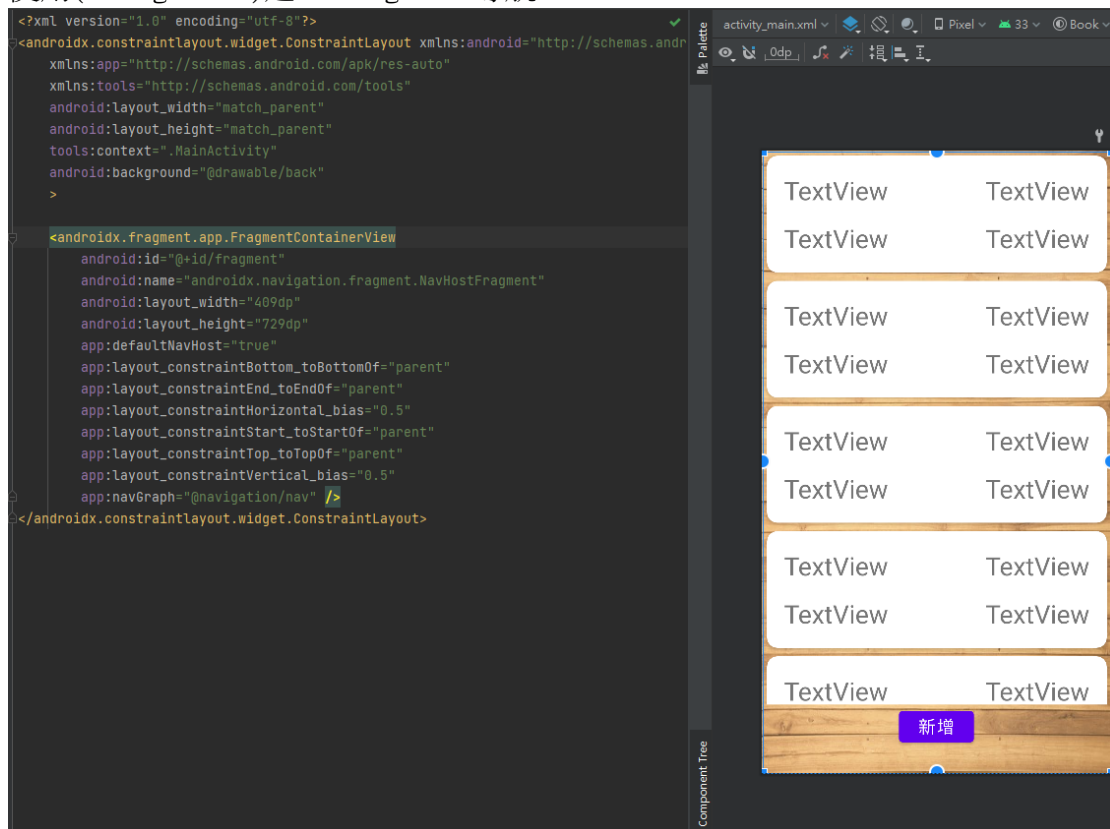 <?xml version="1.0" encoding="utf-8"?>
<androidx.constraintlayout.widget.ConstraintLayout xmlns:android="http://schemas.andr
xmlns:app="http://schemas.android.com/apk/res-auto"
xmlns:tools="http://schemas.android.com/tools"
android:layout_width="match_parent"
android:layout_height="match_parent"
tools:context=".MainActivity"
android:background="@drawable/back"
>
<androidx.fragment.app.FragmentContainerView
android:id="@+id/fragment"
android:name="androidx.navigation.fragment.NavHostFragment"
android:layout_width="409dp"
android:layout_height="729dp"
app:defaultNavHost="true"
app:layout_constraintBottom_toBottomOf="parent"
app:layout_constraintEnd_toEndOf="parent"
app:layout_constraintHorizontal_bias="0.5"
app:layout_constraintStart_toStartOf="parent"
app:layout_constraintTop_toTopOf="parent"
app:layout_constraintVertical_bias="0.5"
app:navGraph="@navigation/nav" />
</androidx.constraintlayout.widget.ConstraintLayout>
Palette
activity_main.xml Pixel 33 Book
0dp
TextView TextView
TextView TextView
TextView TextView
TextView TextView
TextView TextView
TextView TextView
TextView TextView
TextView TextView
TextView TextView
新增
Component Tree